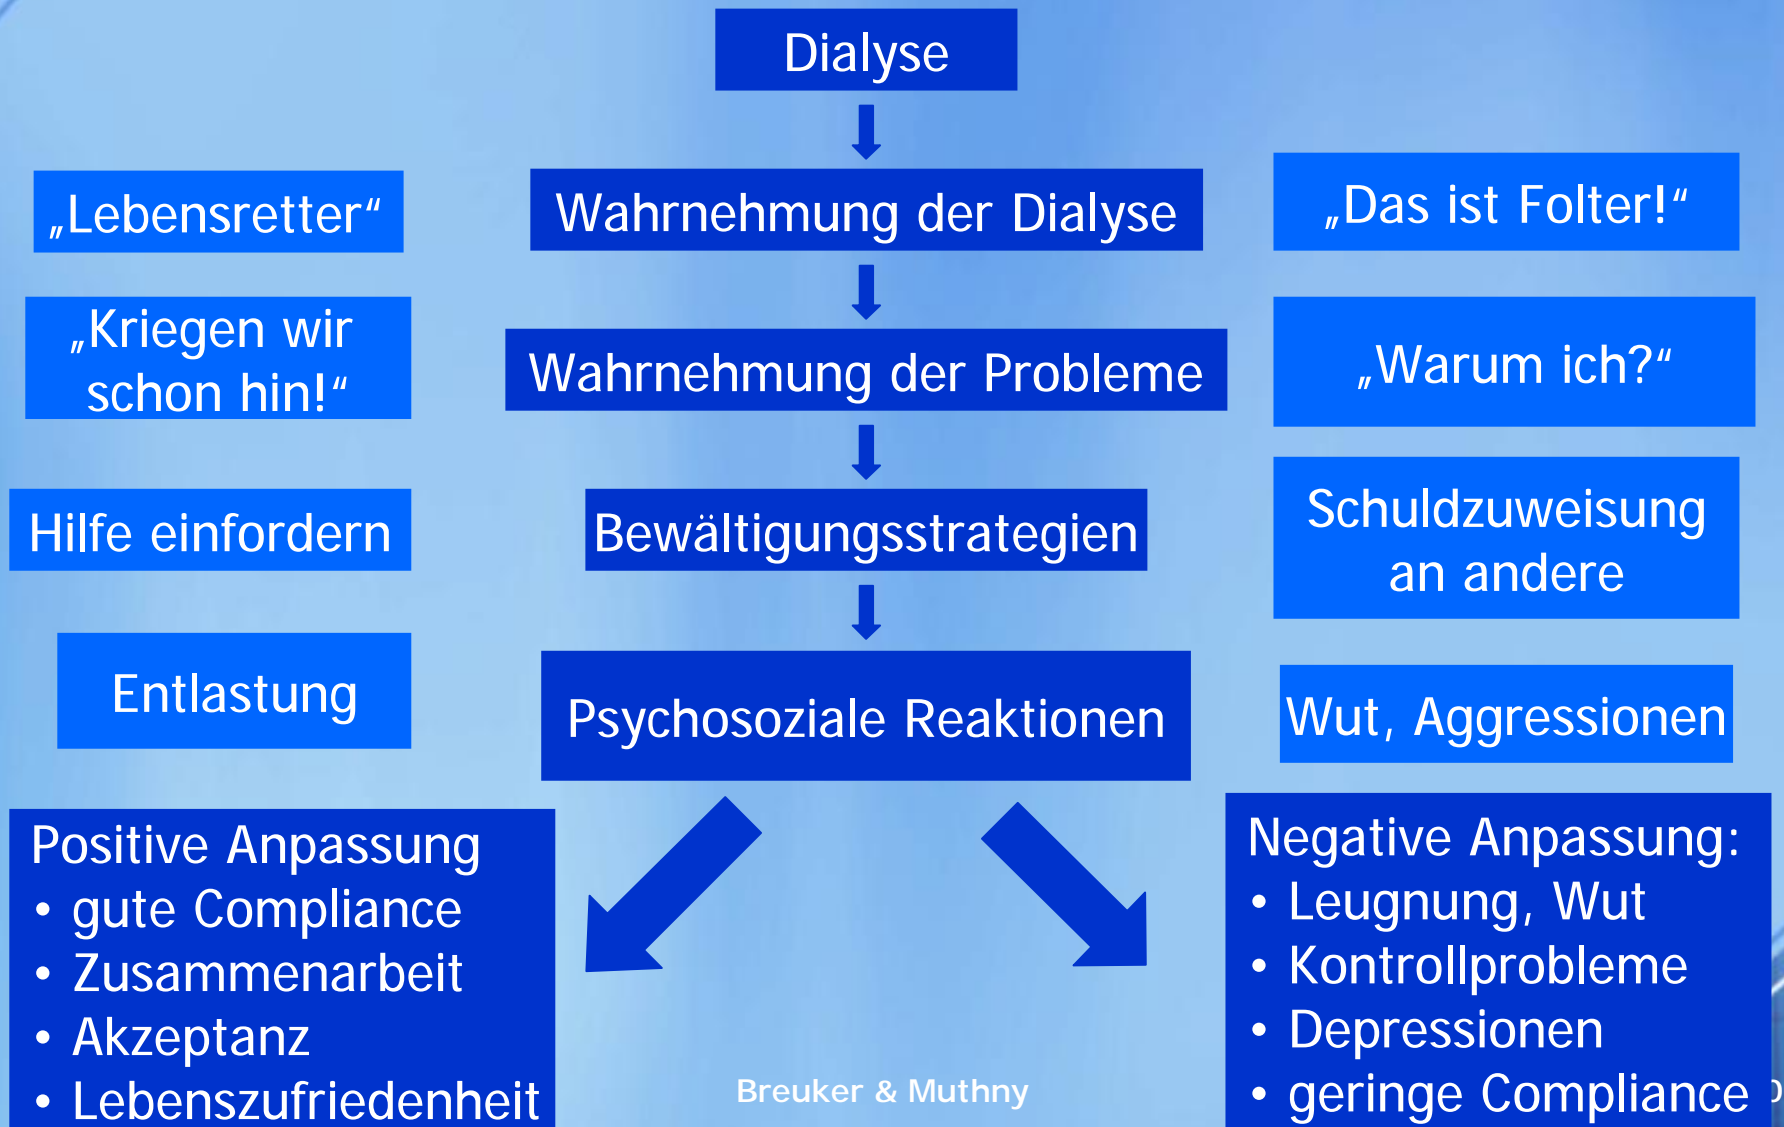 Dialyse
„Lebensretter“
Wahrnehmung der Dialyse
„Das ist Folter!“
„Kriegen wir
schon hin!“
Wahrnehmung der Probleme
„Warum ich?“
Hilfe einfordern
Bewältigungsstrategien
Schuldzuweisung
an andere
Entlastung
Psychosoziale Reaktionen
Wut, Aggressionen
Positive Anpassung
• gute Compliance
• Zusammenarbeit
• Akzeptanz
• Lebenszufriedenheit
Negative Anpassung:
• Leugnung, Wut
• Kontrollprobleme
• Depressionen
• geringe Compliance
Breuker & Muthny